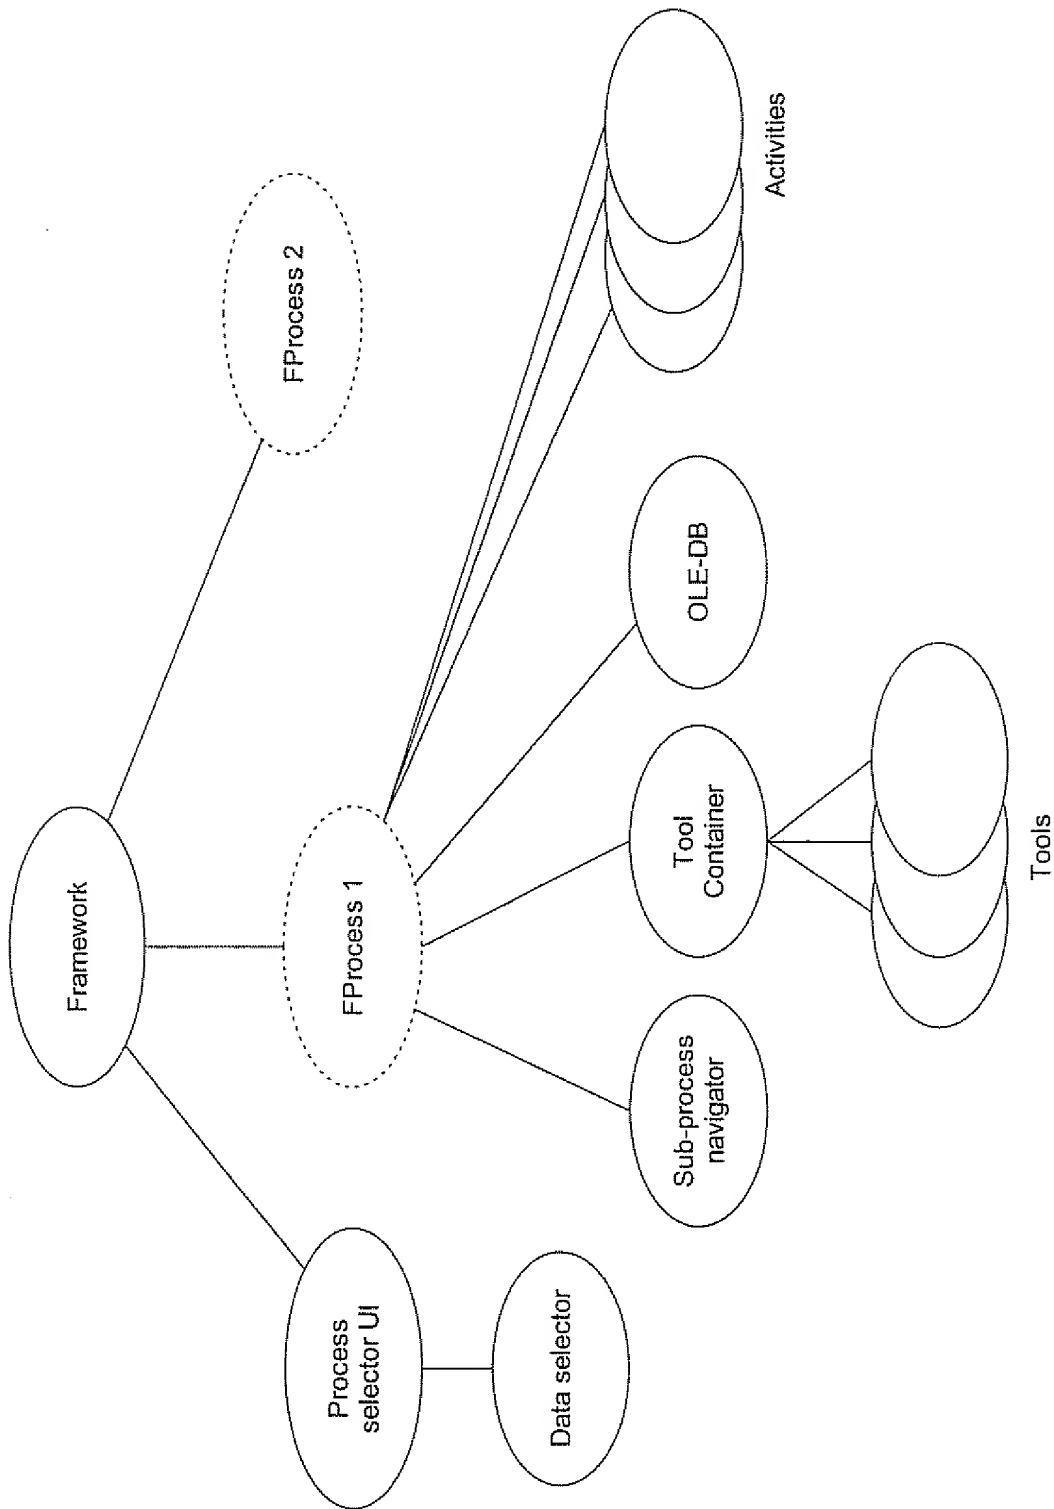 Framework
Process
selector UI
FProcess 1
FProcess 2
Data selector
Sub-process
navigator
Tool
Container
OLE-DB
Activities
Tools